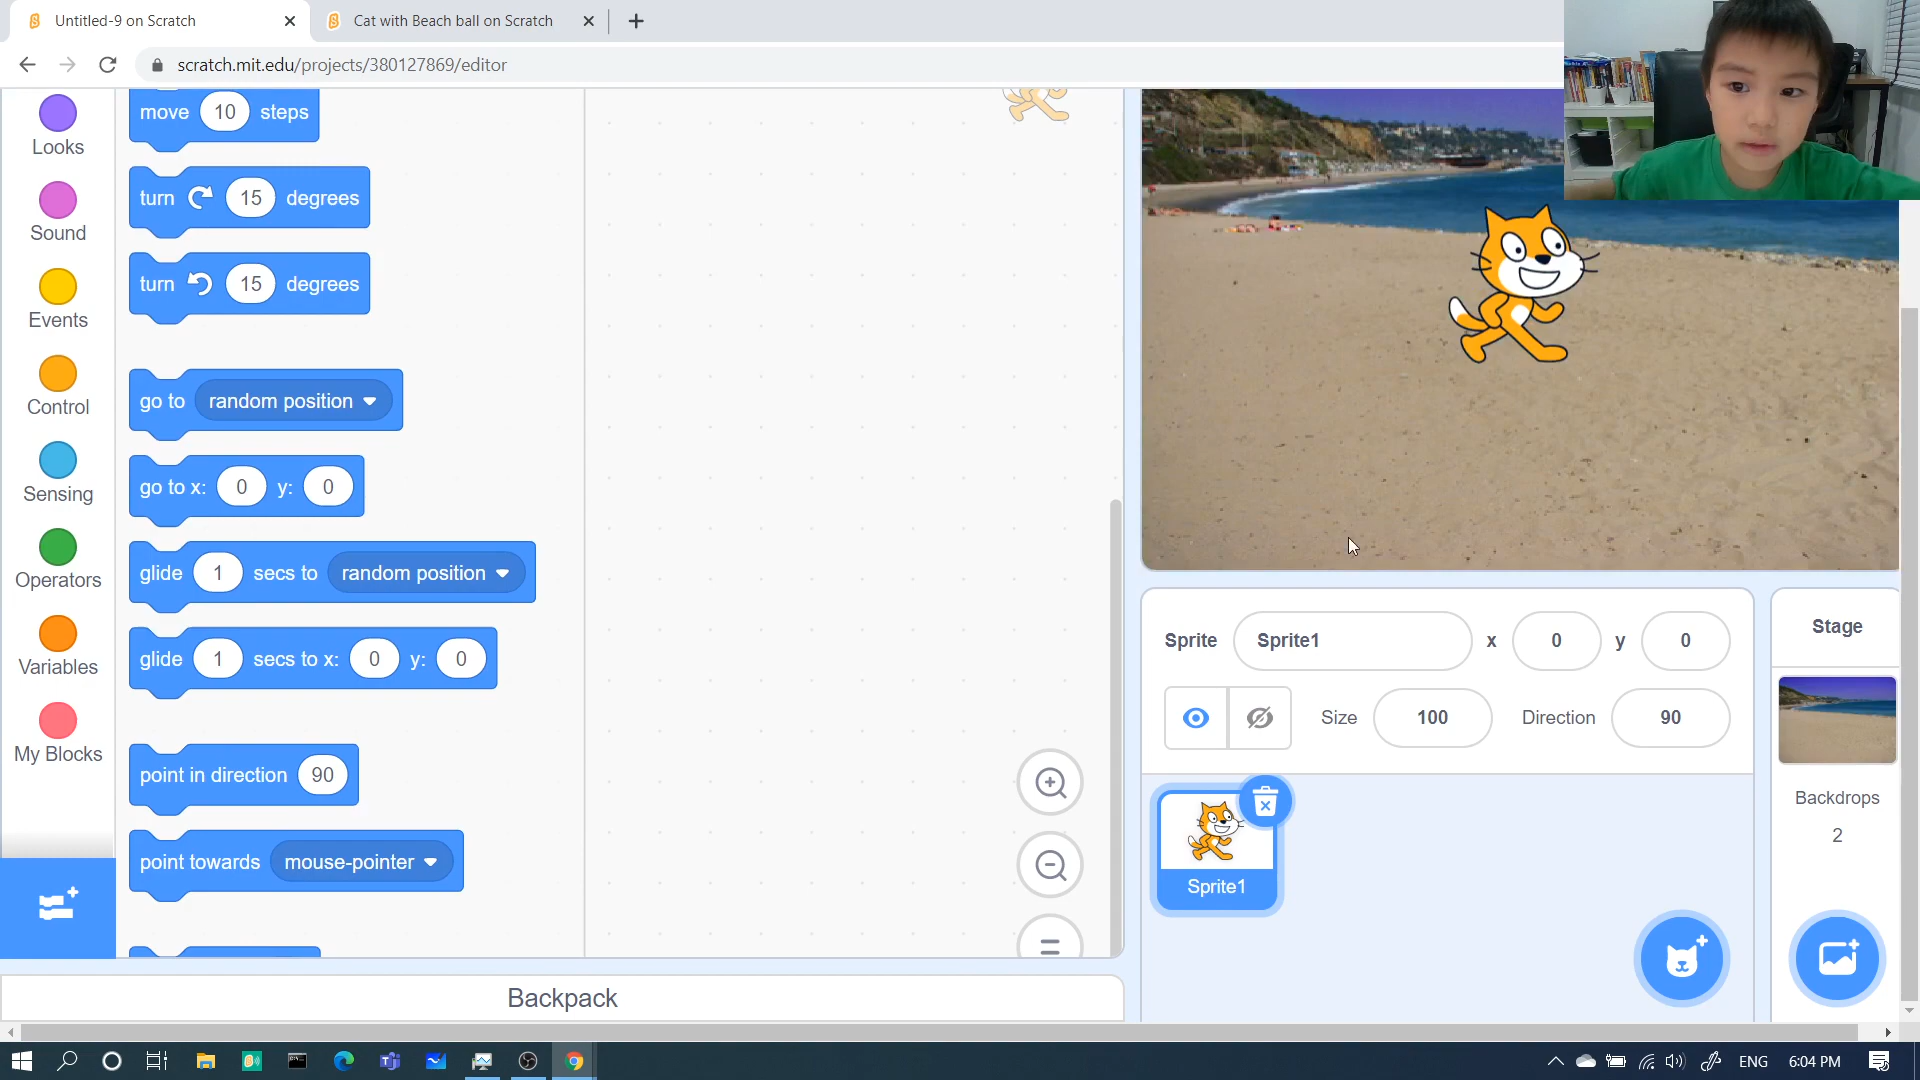 Untitled-9 on Scratch
Cat with Beach ball on Scratch
scratch.mit.edu/projects/380127869/editor
Looks
Sound
Events
Control
Sensing
Operators
Variables
My Blocks
move 10 steps
turn 15 degrees
turn 15 degrees
go to random position
go to x: 0 y: 0
glide 1 secs to random position
glide 1 secs to x: 0 y: 0
point in direction 90
point towards mouse-pointer
Backpack
Sprite Sprite1 x 0 y 0
Size 100 Direction 90
Sprite1
Stage
Backdrops
2
ENG 6:04 PM